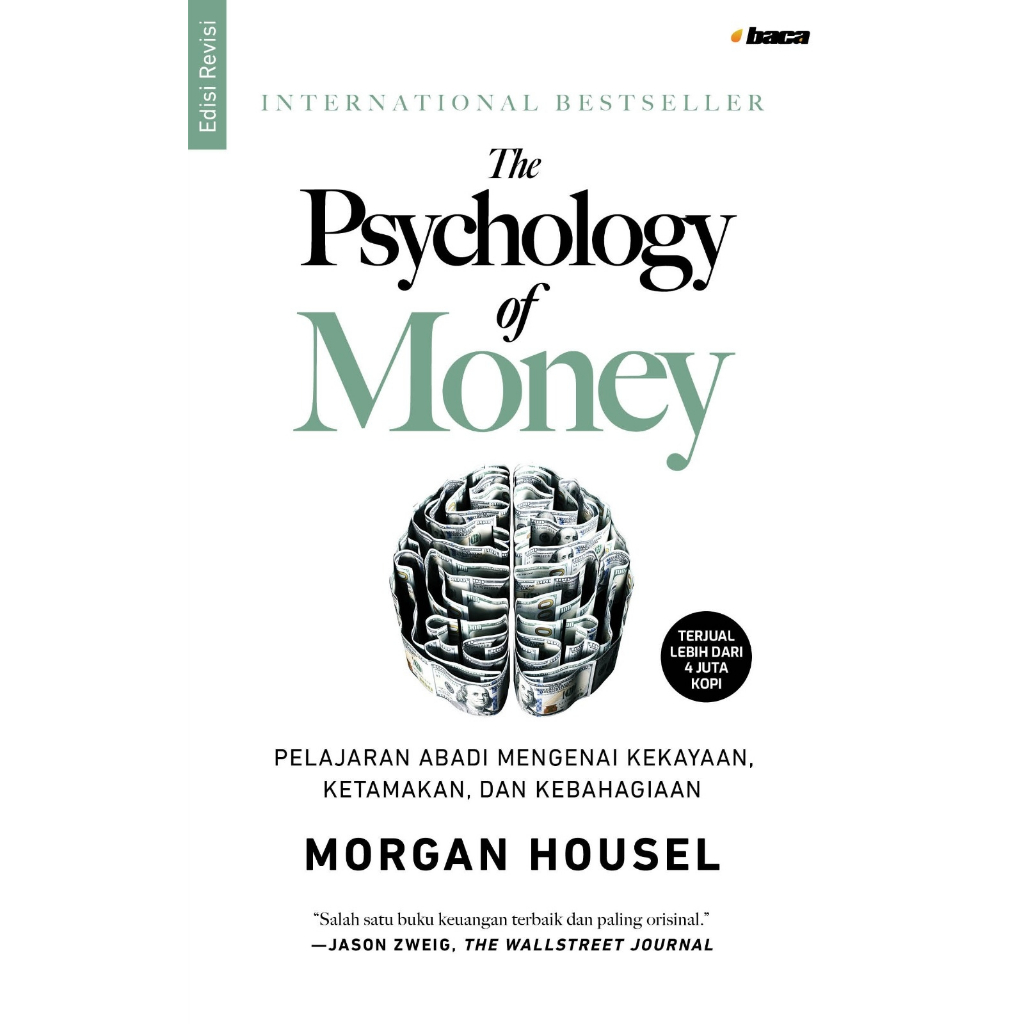 Edisi Revisi
baca
INTERNATIONAL BESTSELLER
The
Psychology
of
Money
TERJUAL
LEBIH DARI
4 JUTA
KOPI
PELAJARAN ABADI MENGENAI KEKAYAAN,
KETAMAKAN, DAN KEBAHAGIAAN
MORGAN HOUSEL
“Salah satu buku keuangan terbaik dan paling orisinal.”
—JASON ZWEIG, THE WALLSTREET JOURNAL